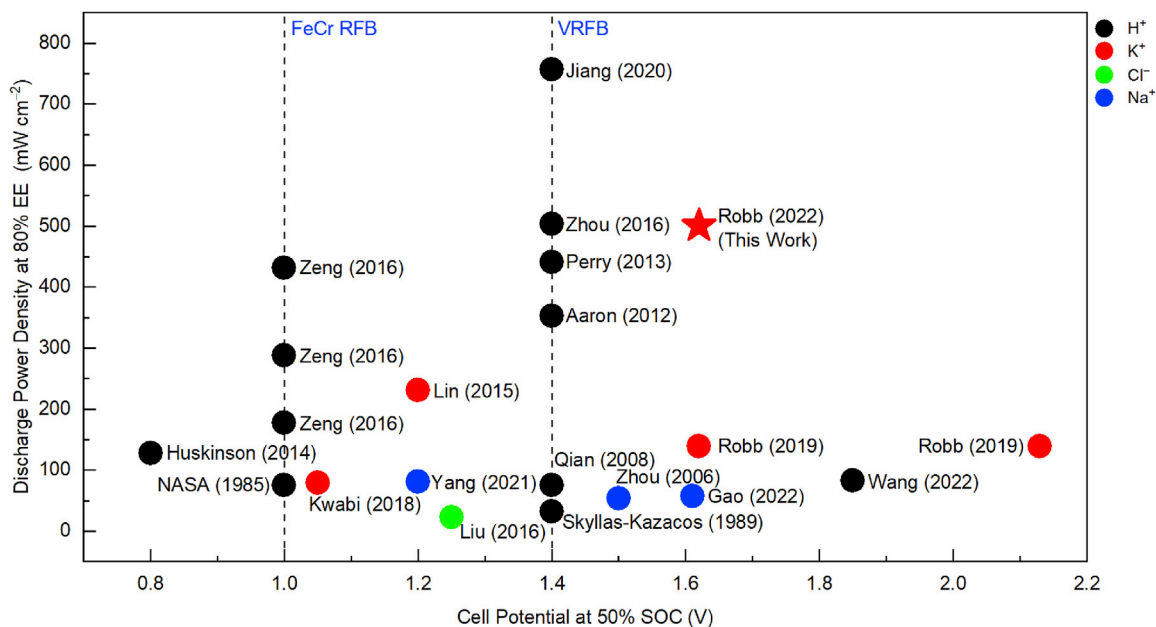 FeCr RFB
VRFB
H⁺
K⁺
Cl⁻
Na⁺
Discharge Power Density at 80% EE (mW cm⁻²)
800
700
600
500
400
300
200
100
0
Jiang (2020)
Zhou (2016)
Robb (2022)
(This Work)
Perry (2013)
Zeng (2016)
Aaron (2012)
Zeng (2016)
Lin (2015)
Zeng (2016)
Huskinson (2014)
Robb (2019)
Robb (2019)
Qian (2008)
Zhou (2006)
NASA (1985)
Yang (2021)
Wang (2022)
Kwabi (2018)
Gao (2022)
Liu (2016)
Skyllas-Kazacos (1989)
0.8
1.0
1.2
1.4
1.6
1.8
2.0
2.2
Cell Potential at 50% SOC (V)